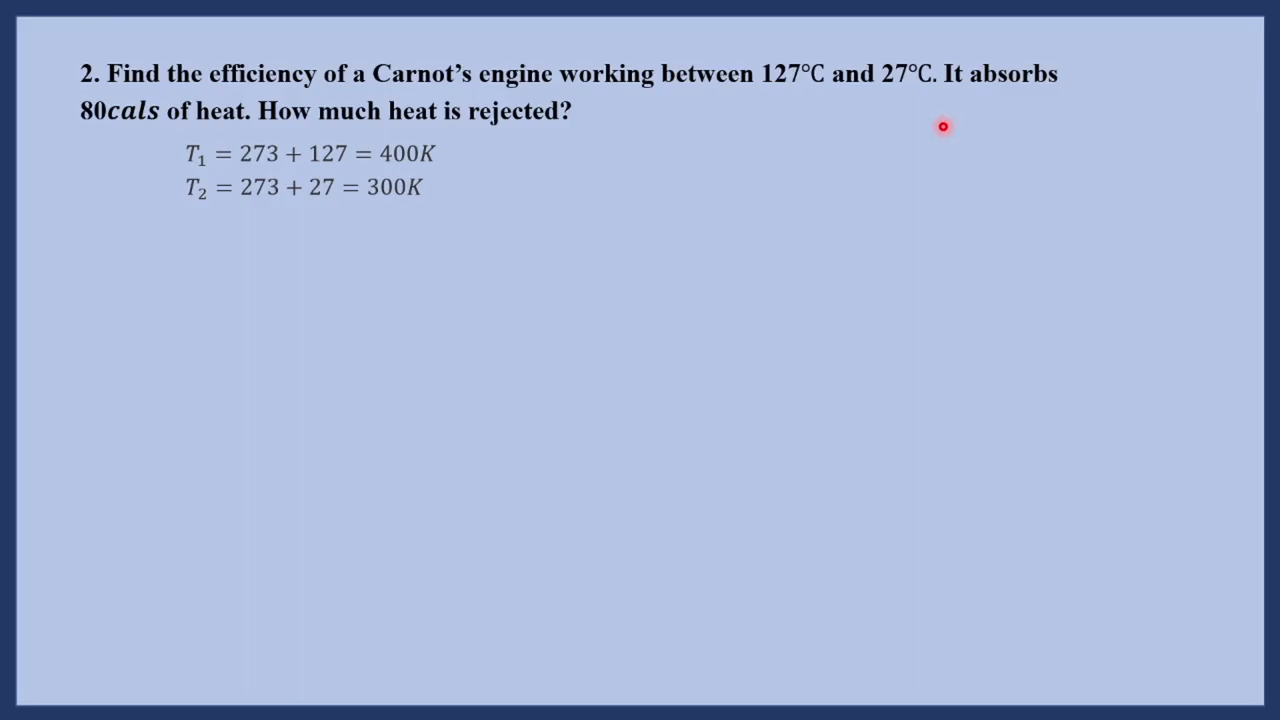 2. Find the efficiency of a Carnot’s engine working between 127℃ and 27℃. It absorbs
80cals of heat. How much heat is rejected?
T₁ = 273 + 127 = 400K
T₂ = 273 + 27 = 300K